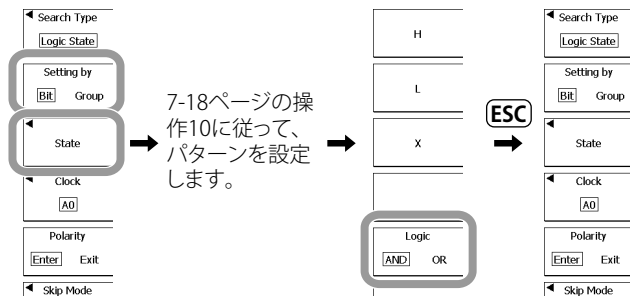 Search Type
Logic State
Setting by
Bit Group
State
Clock
A0
Polarity
Enter Exit
Skip Mode
7-18ページの操
作10に従って、
パターンを設定
します。
H
L
X
Logic
AND OR
ESC
Search Type
Logic State
Setting by
Bit Group
State
Clock
A0
Polarity
Enter Exit
Skip Mode